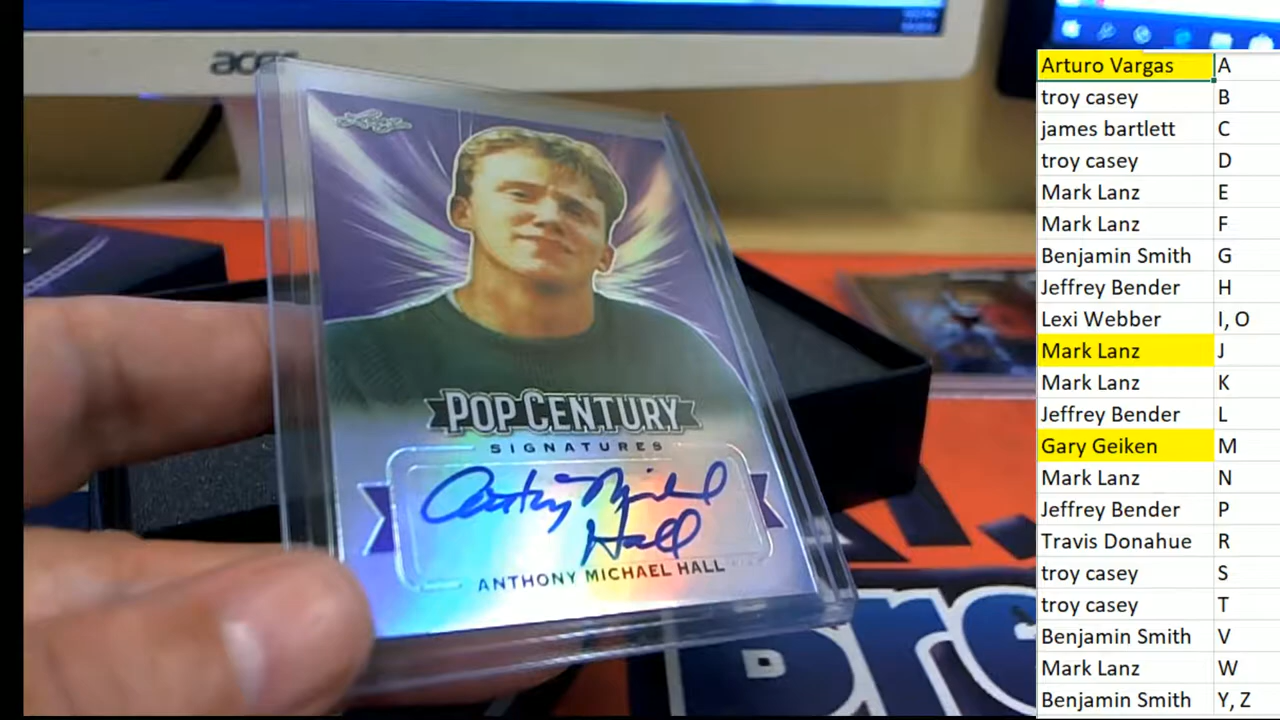 acer
Leaf
POP CENTURY
SIGNATURES
Anthony Michael
Hall
ANTHONY MICHAEL HALL
Arturo Vargas A
troy casey B
james bartlett C
troy casey D
Mark Lanz E
Mark Lanz F
Benjamin Smith G
Jeffrey Bender H
Lexi Webber I, O
Mark Lanz J
Mark Lanz K
Jeffrey Bender L
Gary Geiken M
Mark Lanz N
Jeffrey Bender P
Travis Donahue R
troy casey S
troy casey T
Benjamin Smith V
Mark Lanz W
Benjamin Smith Y, Z